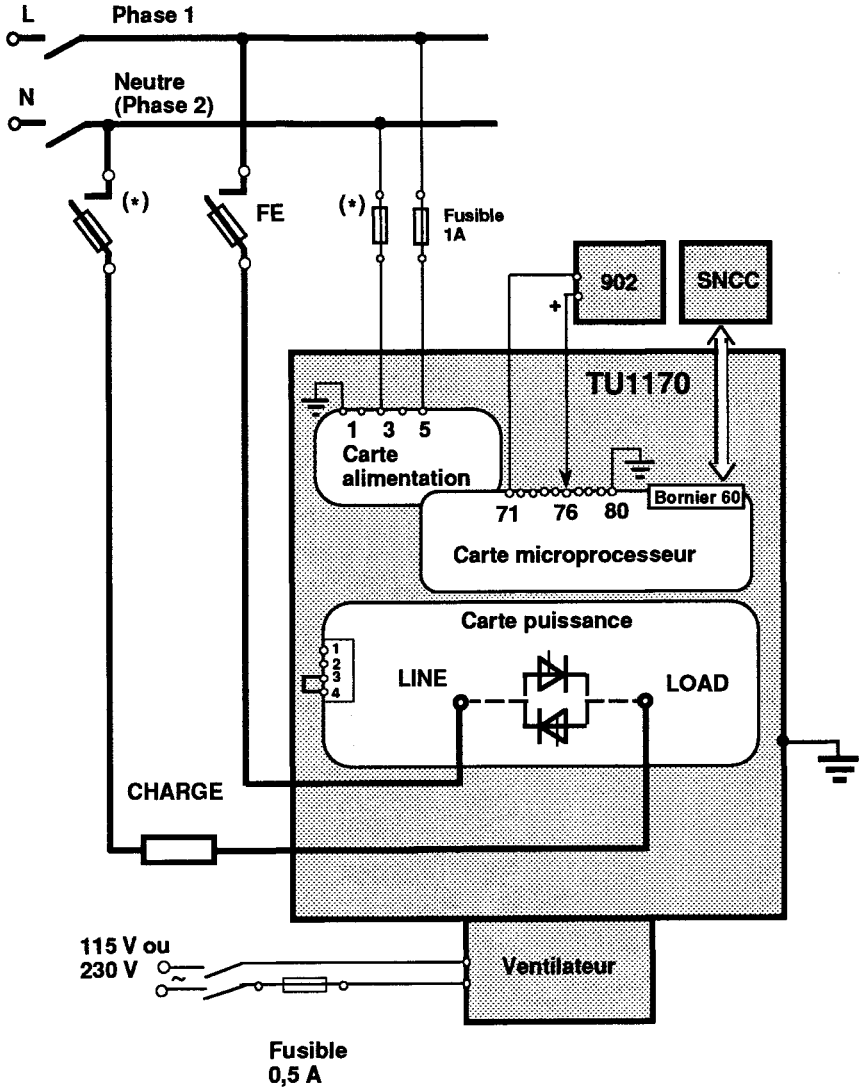 L
Phase 1
N
Neutre
(Phase 2)
(*)
FE
(*)
Fusible
1A
902
SNCC
+
TU1170
1 3 5
Carte
alimentation
71 76 80
Bornier 60
Carte microprocesseur
Carte puissance
1
2
3
4
LINE
LOAD
CHARGE
115 V ou
230 V
~
Ventilateur
Fusible
0,5 A